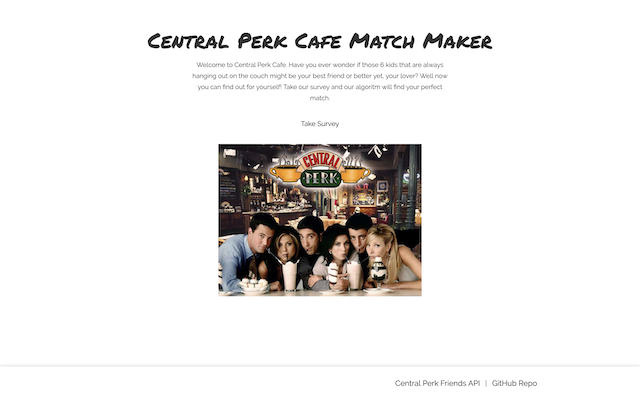 Central Perk Cafe Match Maker
Welcome to Central Perk Cafe. Have you ever wonder if those 6 kids that are always
hanging out on the couch might be your best friend or better yet, your lover? Well now
you can find out for yourself! Take our survey and our algoritm will find your perfect
match.
Take Survey
CENTRAL
PERK
Central Perk Friends API | GitHub Repo